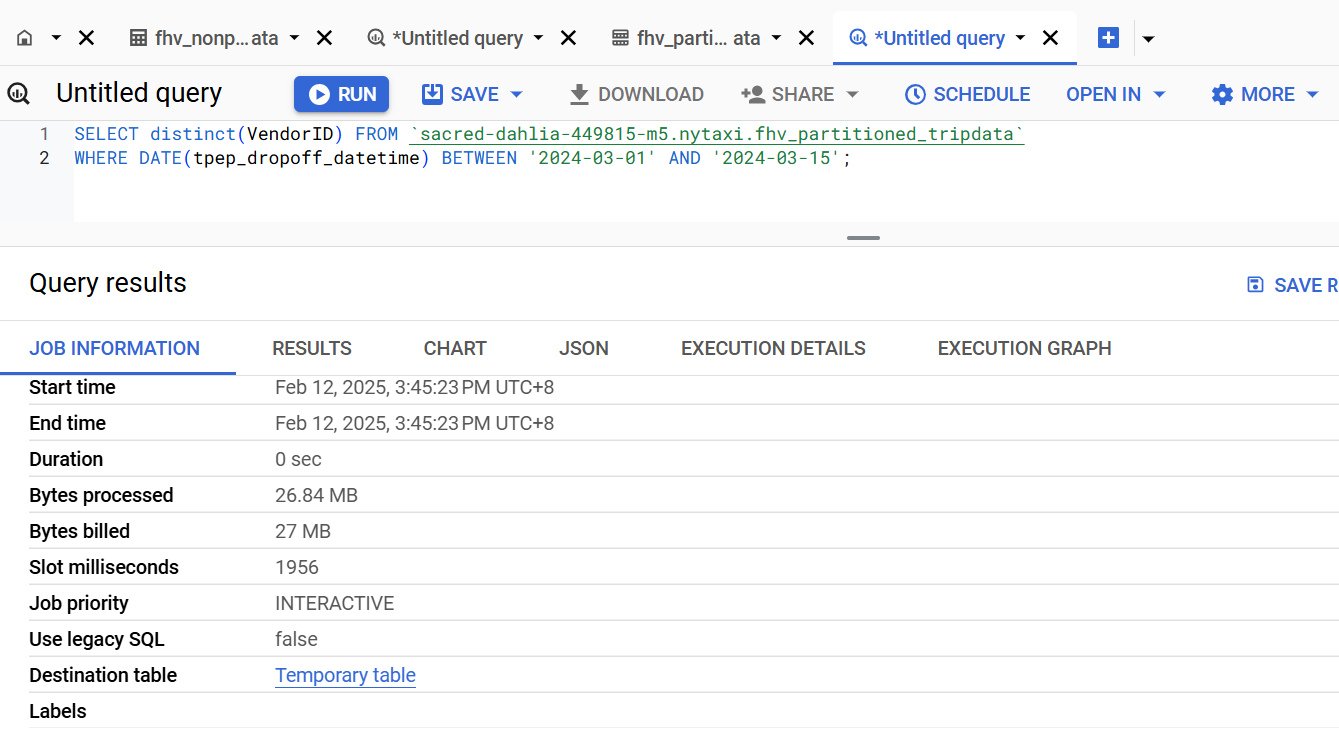 fhv_nonp...ata *Untitled query fhv_parti... ata *Untitled query
Untitled query RUN SAVE DOWNLOAD SHARE SCHEDULE OPEN IN MORE
1 SELECT distinct(VendorID) FROM `sacred-dahlia-449815-m5.nytaxi.fhv_partitioned_tripdata`
2 WHERE DATE(tpep_dropoff_datetime) BETWEEN '2024-03-01' AND '2024-03-15';
Query results SAVE R
JOB INFORMATION RESULTS CHART JSON EXECUTION DETAILS EXECUTION GRAPH
Start time Feb 12, 2025, 3:45:23 PM UTC+8
End time Feb 12, 2025, 3:45:23 PM UTC+8
Duration 0 sec
Bytes processed 26.84 MB
Bytes billed 27 MB
Slot milliseconds 1956
Job priority INTERACTIVE
Use legacy SQL false
Destination table Temporary table
Labels